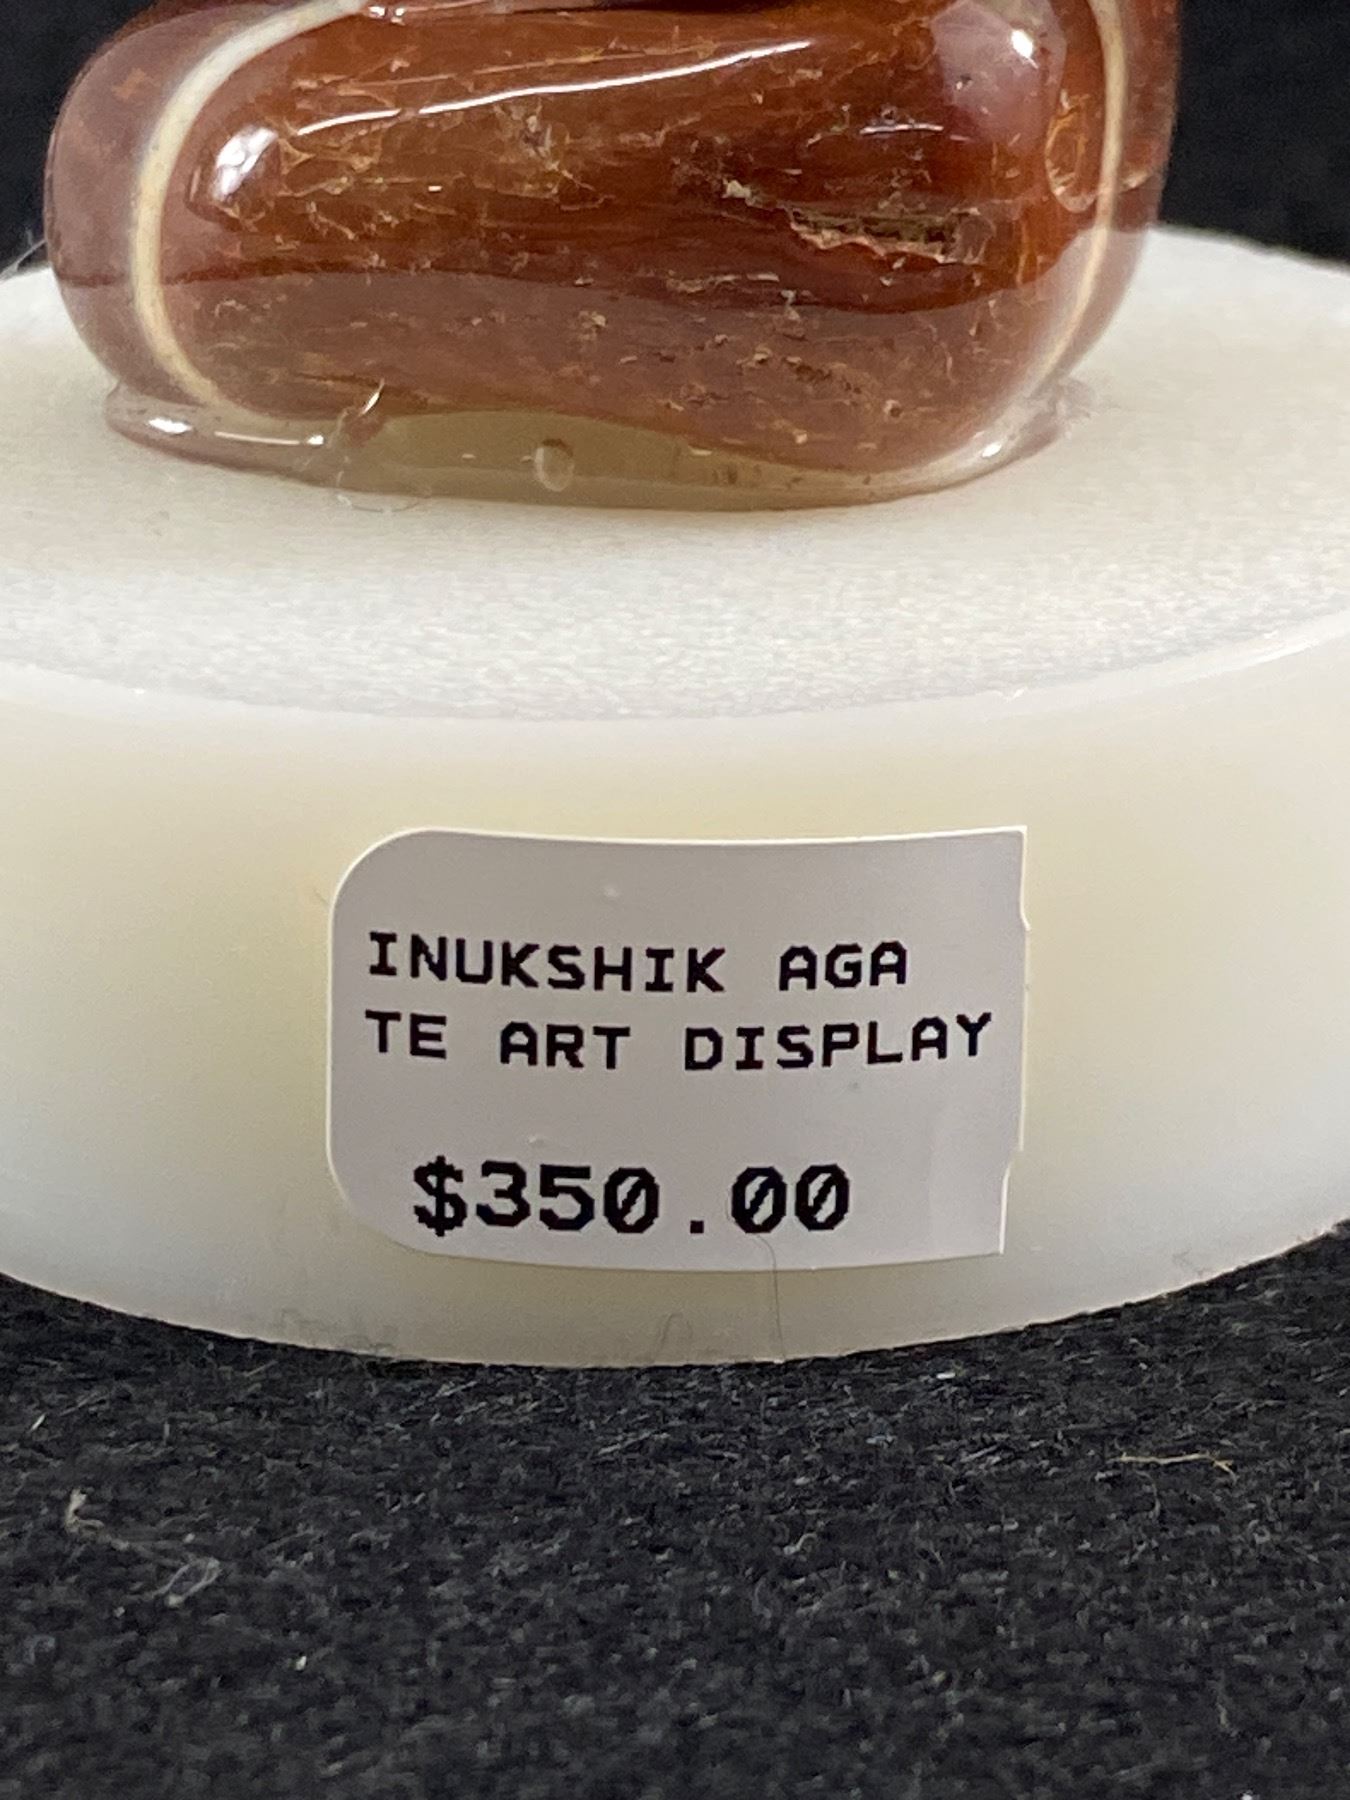 INUKSHIK AGA
TE ART DISPLAY
$350.00